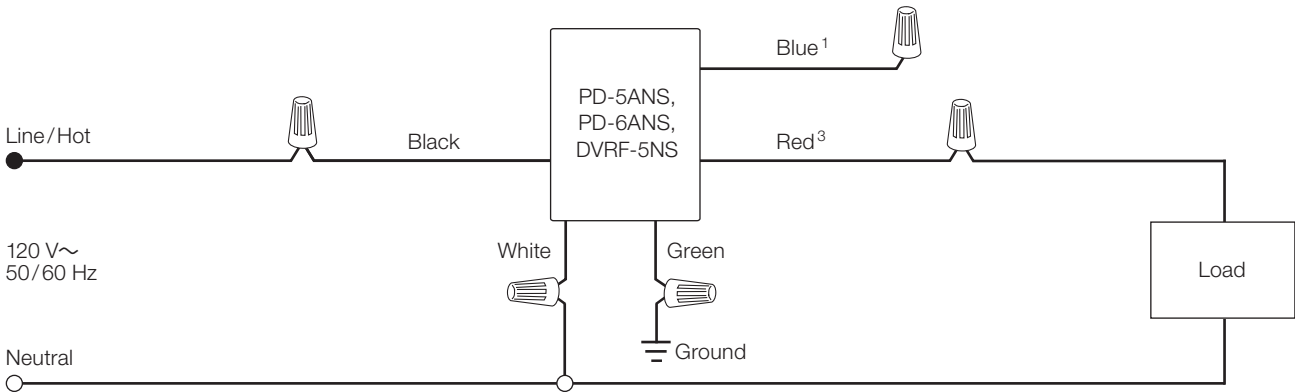 Blue¹
PD-5ANS,
PD-6ANS,
DVRF-5NS
Line/Hot
Black
Red³
120 V~
50/60 Hz
White
Green
Load
Ground
Neutral